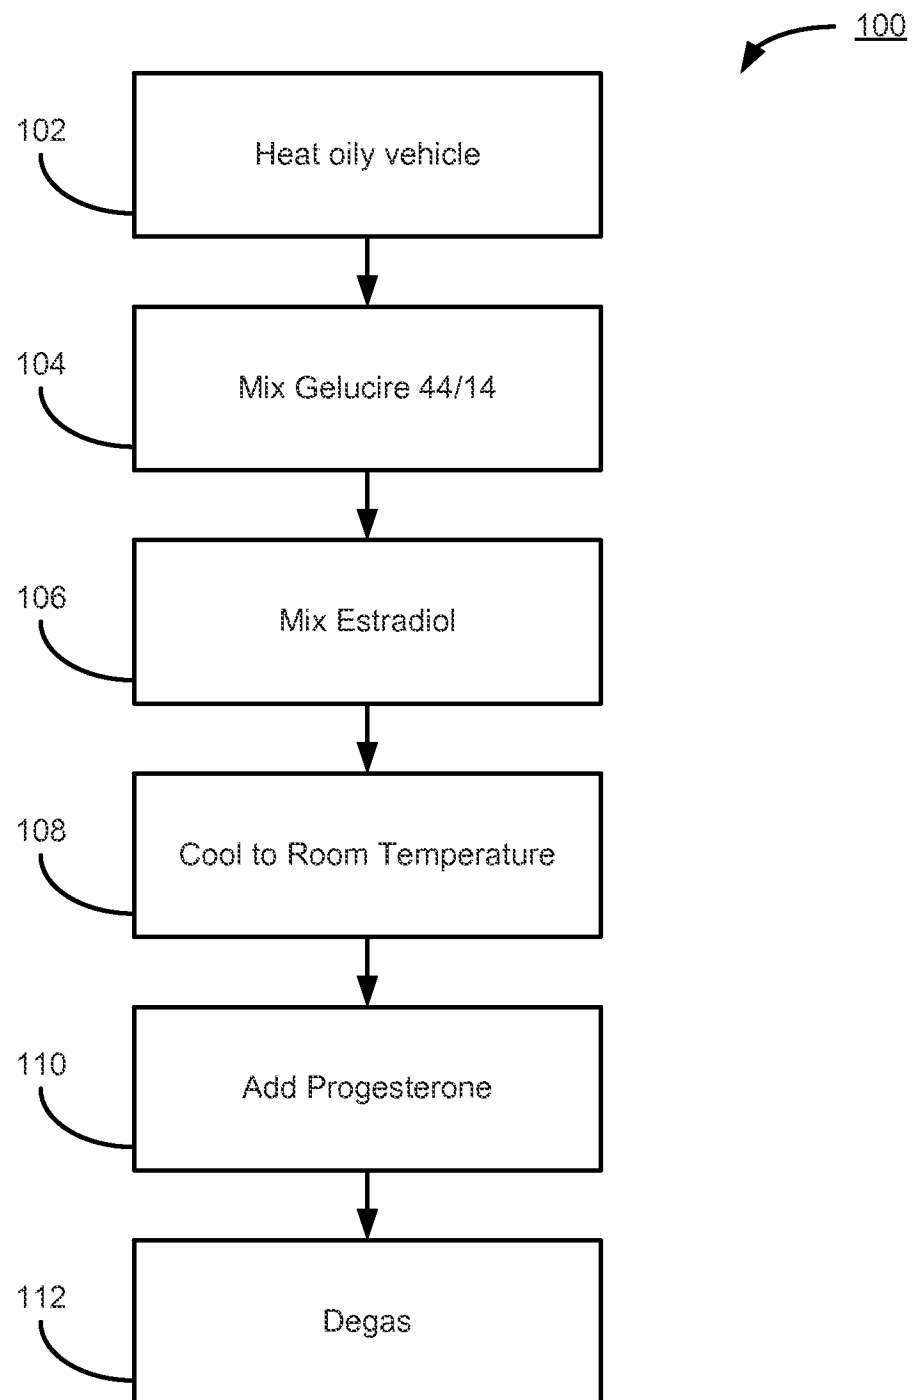 100
102
Heat oily vehicle
104
Mix Gelucire 44/14
106
Mix Estradiol
108
Cool to Room Temperature
110
Add Progesterone
112
Degas